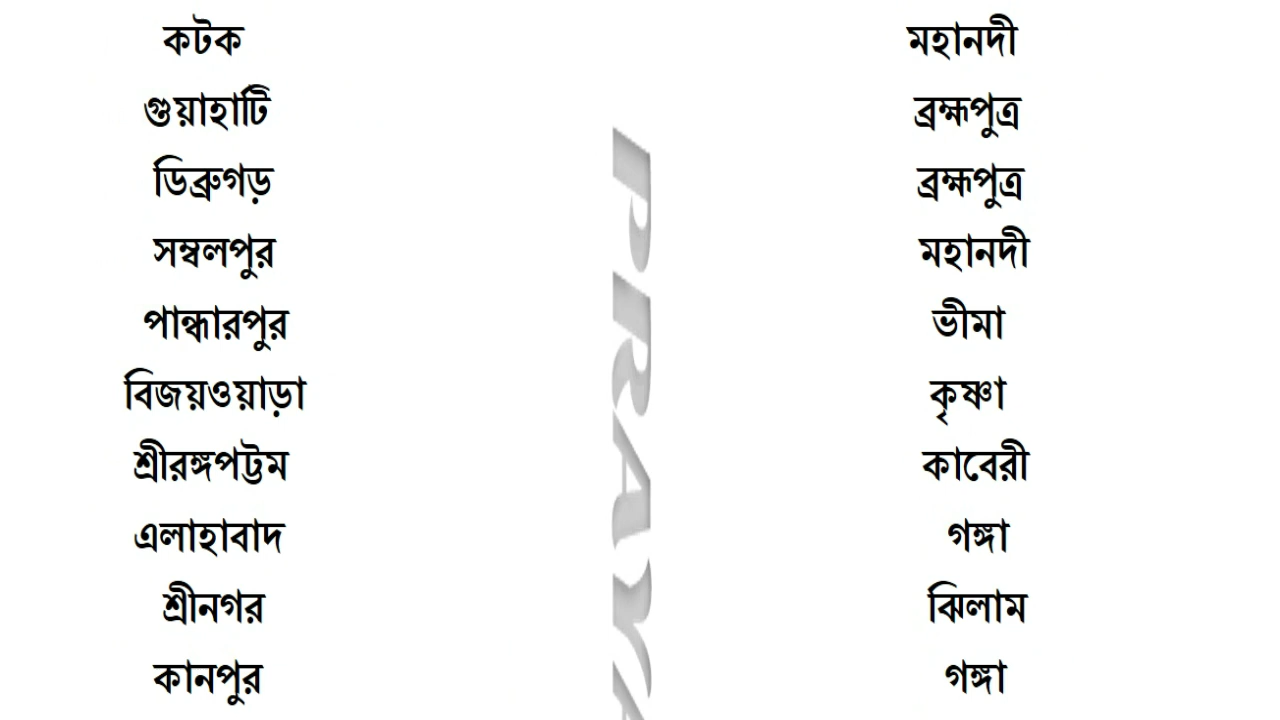 কটক মহানদী
গুয়াহাটি ব্রহ্মপুত্র
ডিব্রুগড় ব্রহ্মপুত্র
সম্বলপুর মহানদী
পান্ধারপুর ভীমা
বিজয়ওয়াড়া কৃষ্ণা
শ্রীরঙ্গপট্টম কাবেরী
এলাহাবাদ গঙ্গা
শ্রীনগর ঝিলাম
কানপুর গঙ্গা
PRAYA